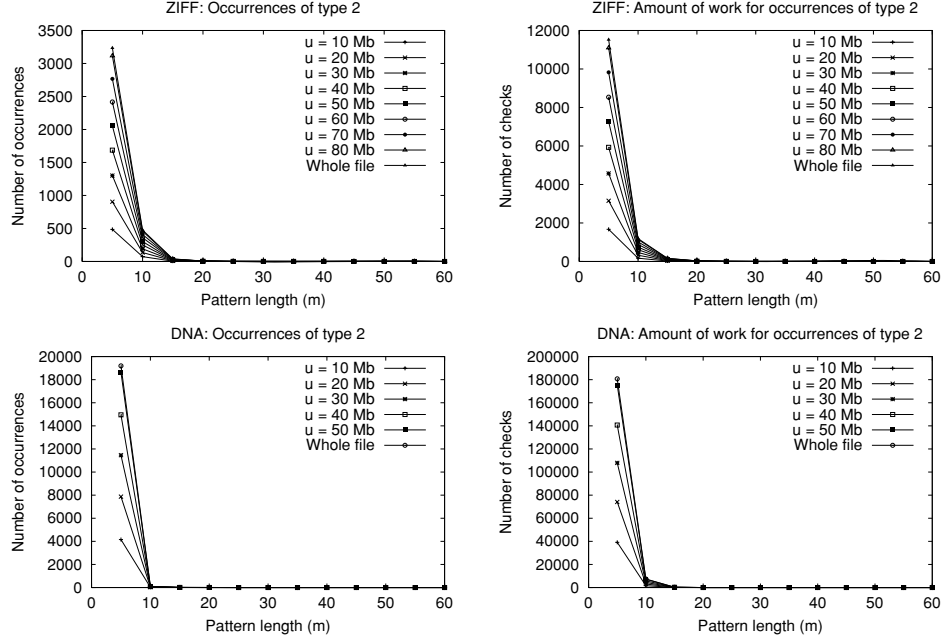 ZIFF: Occurrences of type 2
Number of occurrences
3500
3000
2500
2000
1500
1000
500
0
u = 10 Mb
u = 20 Mb
u = 30 Mb
u = 40 Mb
u = 50 Mb
u = 60 Mb
u = 70 Mb
u = 80 Mb
Whole file
0 10 20 30 40 50 60
Pattern length (m)
ZIFF: Amount of work for occurrences of type 2
Number of checks
12000
10000
8000
6000
4000
2000
0
u = 10 Mb
u = 20 Mb
u = 30 Mb
u = 40 Mb
u = 50 Mb
u = 60 Mb
u = 70 Mb
u = 80 Mb
Whole file
0 10 20 30 40 50 60
Pattern length (m)
DNA: Occurrences of type 2
Number of occurrences
20000
18000
16000
14000
12000
10000
8000
6000
4000
2000
0
u = 10 Mb
u = 20 Mb
u = 30 Mb
u = 40 Mb
u = 50 Mb
Whole file
0 10 20 30 40 50 60
Pattern length (m)
DNA: Amount of work for occurrences of type 2
Number of checks
200000
180000
160000
140000
120000
100000
80000
60000
40000
20000
0
u = 10 Mb
u = 20 Mb
u = 30 Mb
u = 40 Mb
u = 50 Mb
Whole file
0 10 20 30 40 50 60
Pattern length (m)